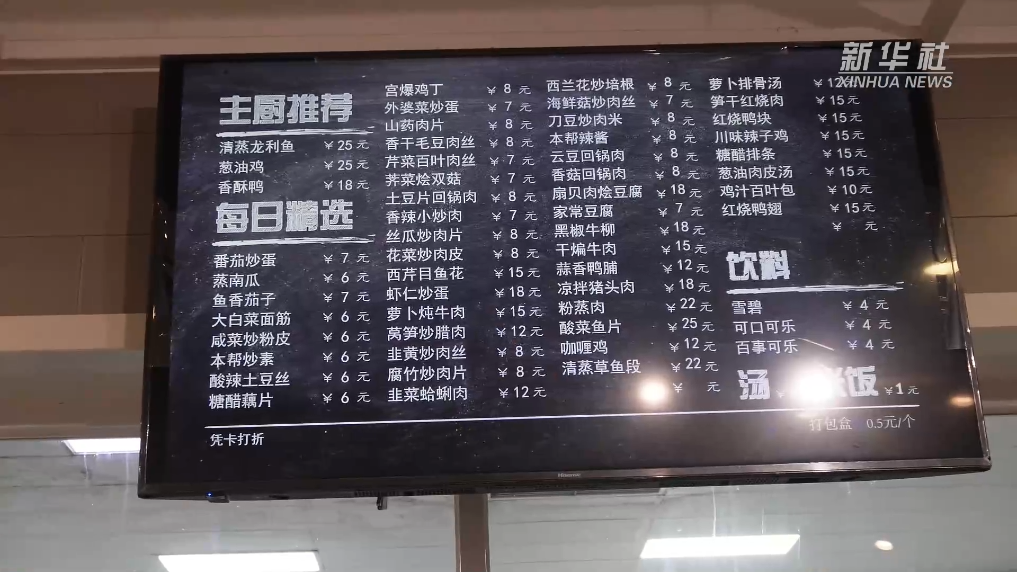 新华社
XINHUA NEWS
主厨推荐
清蒸龙利鱼 ¥25元
葱油鸡 ¥25元
香酥鸭 ¥18元
每日精选
番茄炒蛋 ¥7元
蒸南瓜 ¥6元
鱼香茄子 ¥7元
大白菜面筋 ¥6元
咸菜炒粉皮 ¥6元
本帮炒素 ¥6元
酸辣土豆丝 ¥6元
糖醋藕片 ¥6元
宫爆鸡丁 ¥8元
外婆菜炒蛋 ¥7元
山药肉片 ¥8元
香干毛豆肉丝 ¥8元
芹菜百叶肉丝 ¥7元
荠菜烩双菇 ¥7元
土豆片回锅肉 ¥8元
香辣小炒肉 ¥7元
丝瓜炒肉片 ¥8元
花菜炒肉皮 ¥8元
西芹目鱼花 ¥15元
虾仁炒蛋 ¥18元
萝卜炖牛肉 ¥15元
莴笋炒腊肉 ¥12元
韭黄炒肉丝 ¥8元
腐竹炒肉片 ¥8元
韭菜蛤蜊肉 ¥12元
西兰花炒培根 ¥8元
海鲜菇炒肉丝 ¥7元
刀豆炒肉米 ¥8元
本帮辣酱 ¥8元
云豆回锅肉 ¥8元
香菇回锅肉 ¥8元
扇贝肉烩豆腐 ¥18元
家常豆腐 ¥7元
黑椒牛柳 ¥18元
干煸牛肉 ¥15元
蒜香鸭脯 ¥12元
凉拌猪头肉 ¥18元
粉蒸肉 ¥22元
酸菜鱼片 ¥25元
咖喱鸡 ¥12元
清蒸草鱼段 ¥22元
¥ 元
萝卜排骨汤 ¥12
笋干红烧肉 ¥15元
红烧鸭块 ¥15元
川味辣子鸡 ¥15元
糖醋排条 ¥15元
葱油肉皮汤 ¥15元
鸡汁百叶包 ¥10元
红烧鸭翅 ¥15元
¥ 元
饮料
雪碧 ¥4元
可口可乐 ¥4元
百事可乐 ¥4元
汤 饭 ¥1元
凭卡打折
打包盒 0.5元/个
Hisense